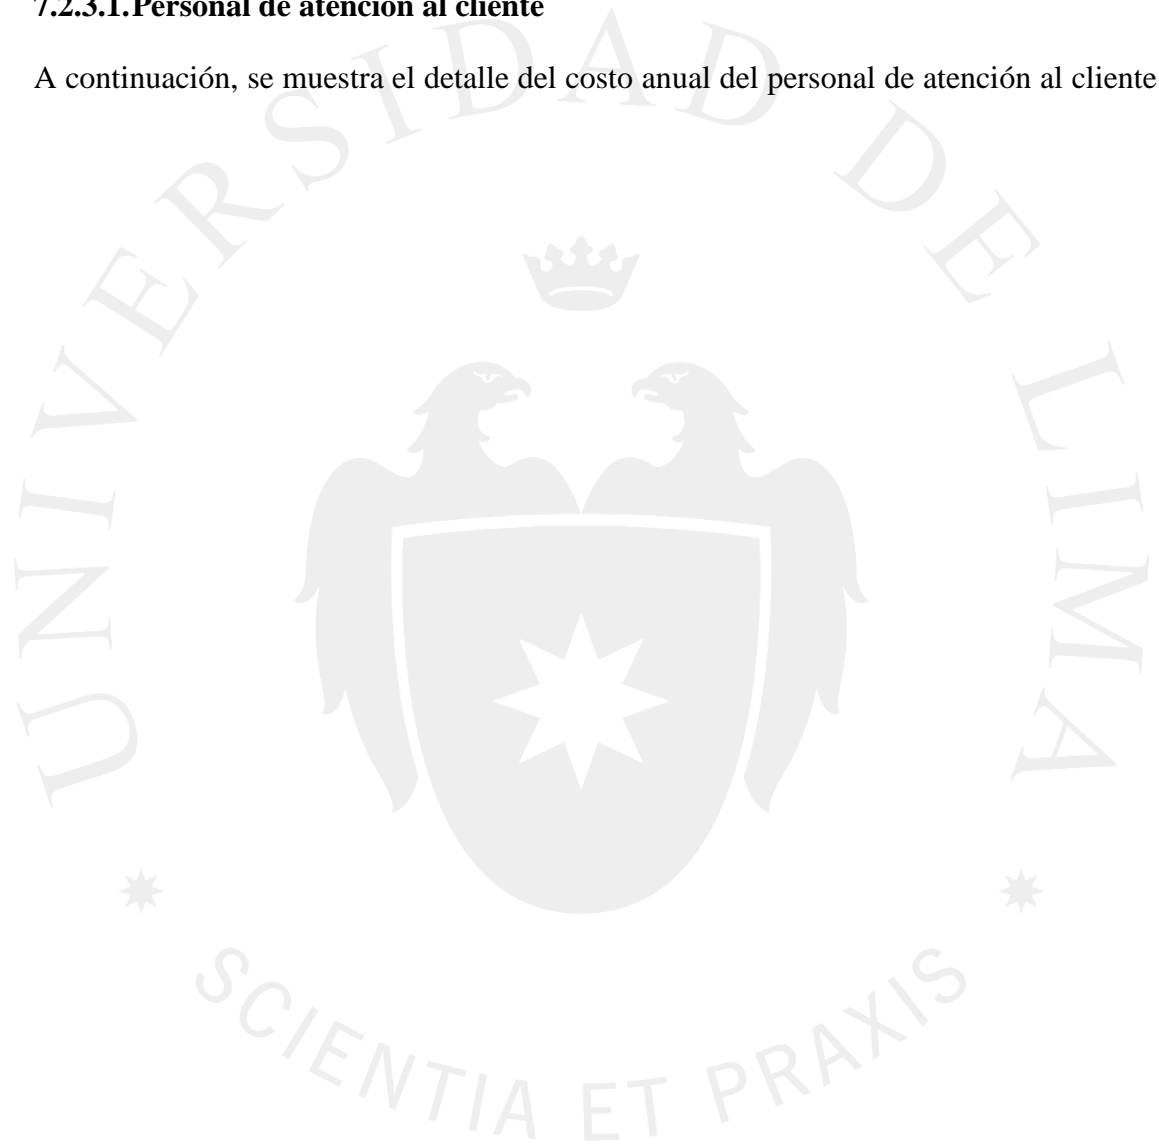 7.2.3.1.Personal de atención al cliente
A continuación, se muestra el detalle del costo anual del personal de atención al cliente
UNIVERSIDAD DE LIMA
SCIENTIA ET PRAXIS